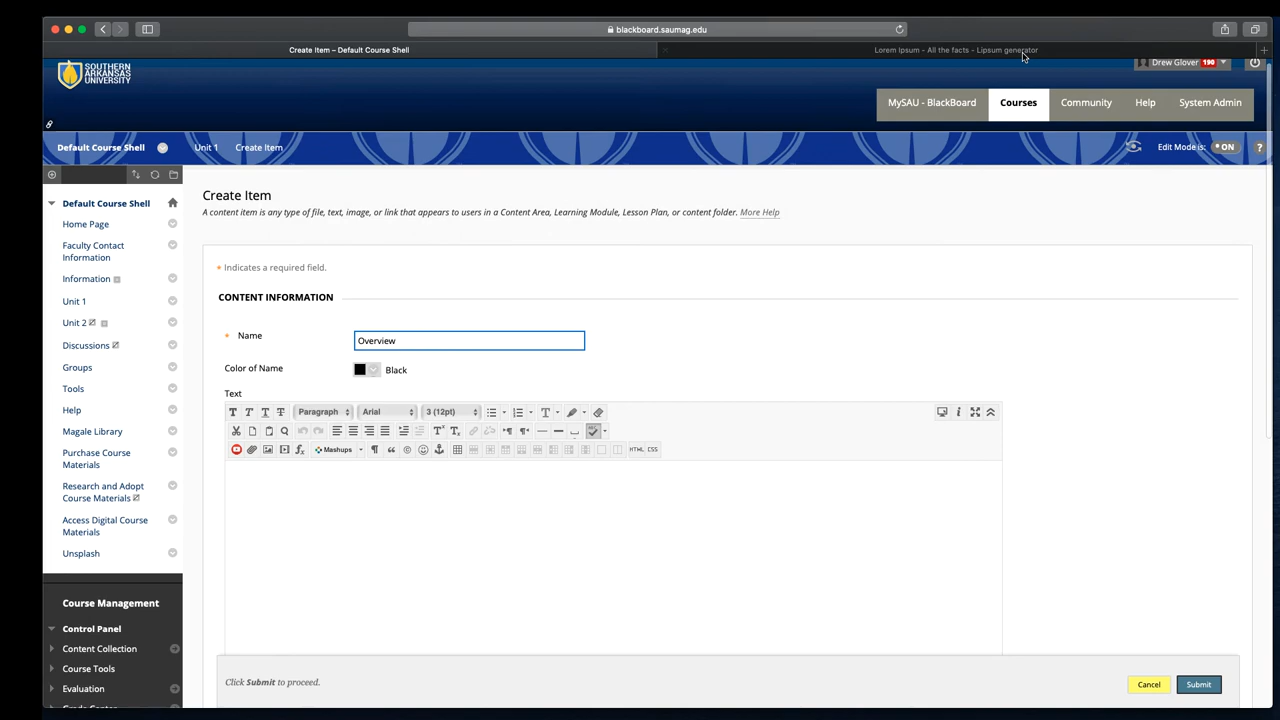 blackboard.saumag.edu
Create Item – Default Course Shell
Lorem Ipsum - All the facts - Lipsum generator
SOUTHERN
ARKANSAS
UNIVERSITY
Drew Glover 190
MySAU - BlackBoard
Courses
Community
Help
System Admin
Default Course Shell
Unit 1
Create Item
Edit Mode is:
ON
?
Default Course Shell
Home Page
Faculty Contact
Information
Information
Unit 1
Unit 2
Discussions
Groups
Tools
Help
Magale Library
Purchase Course
Materials
Research and Adopt
Course Materials
Access Digital Course
Materials
Unsplash
Course Management
Control Panel
Content Collection
Course Tools
Evaluation
Create Item
A content item is any type of file, text, image, or link that appears to users in a Content Area, Learning Module, Lesson Plan, or content folder. More Help
* Indicates a required field.
CONTENT INFORMATION
* Name
Overview
Color of Name
Black
Text
T T T T Paragraph Arial 3 (12pt) T
Mashups
HTML CSS
Click Submit to proceed.
Cancel
Submit